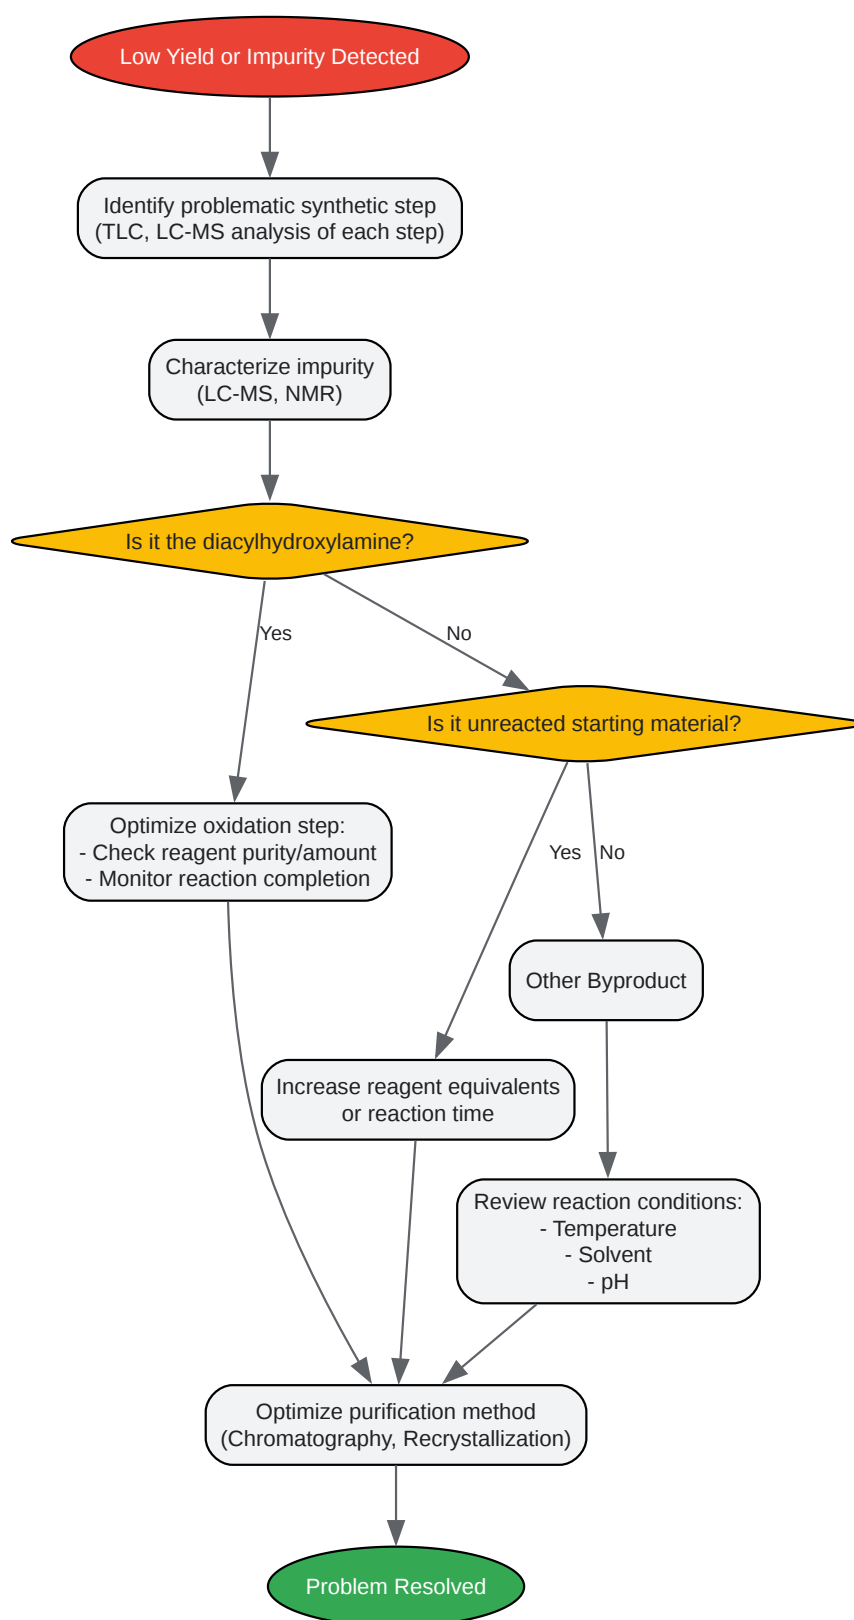 Low Yield or Impurity Detected
Identify problematic synthetic step
(TLC, LC-MS analysis of each step)
Characterize impurity
(LC-MS, NMR)
Is it the diacylhydroxylamine?
Yes
No
Is it unreacted starting material?
Optimize oxidation step:
- Check reagent purity/amount
- Monitor reaction completion
Yes
No
Other Byproduct
Increase reagent equivalents
or reaction time
Review reaction conditions:
- Temperature
- Solvent
- pH
Optimize purification method
(Chromatography, Recrystallization)
Problem Resolved